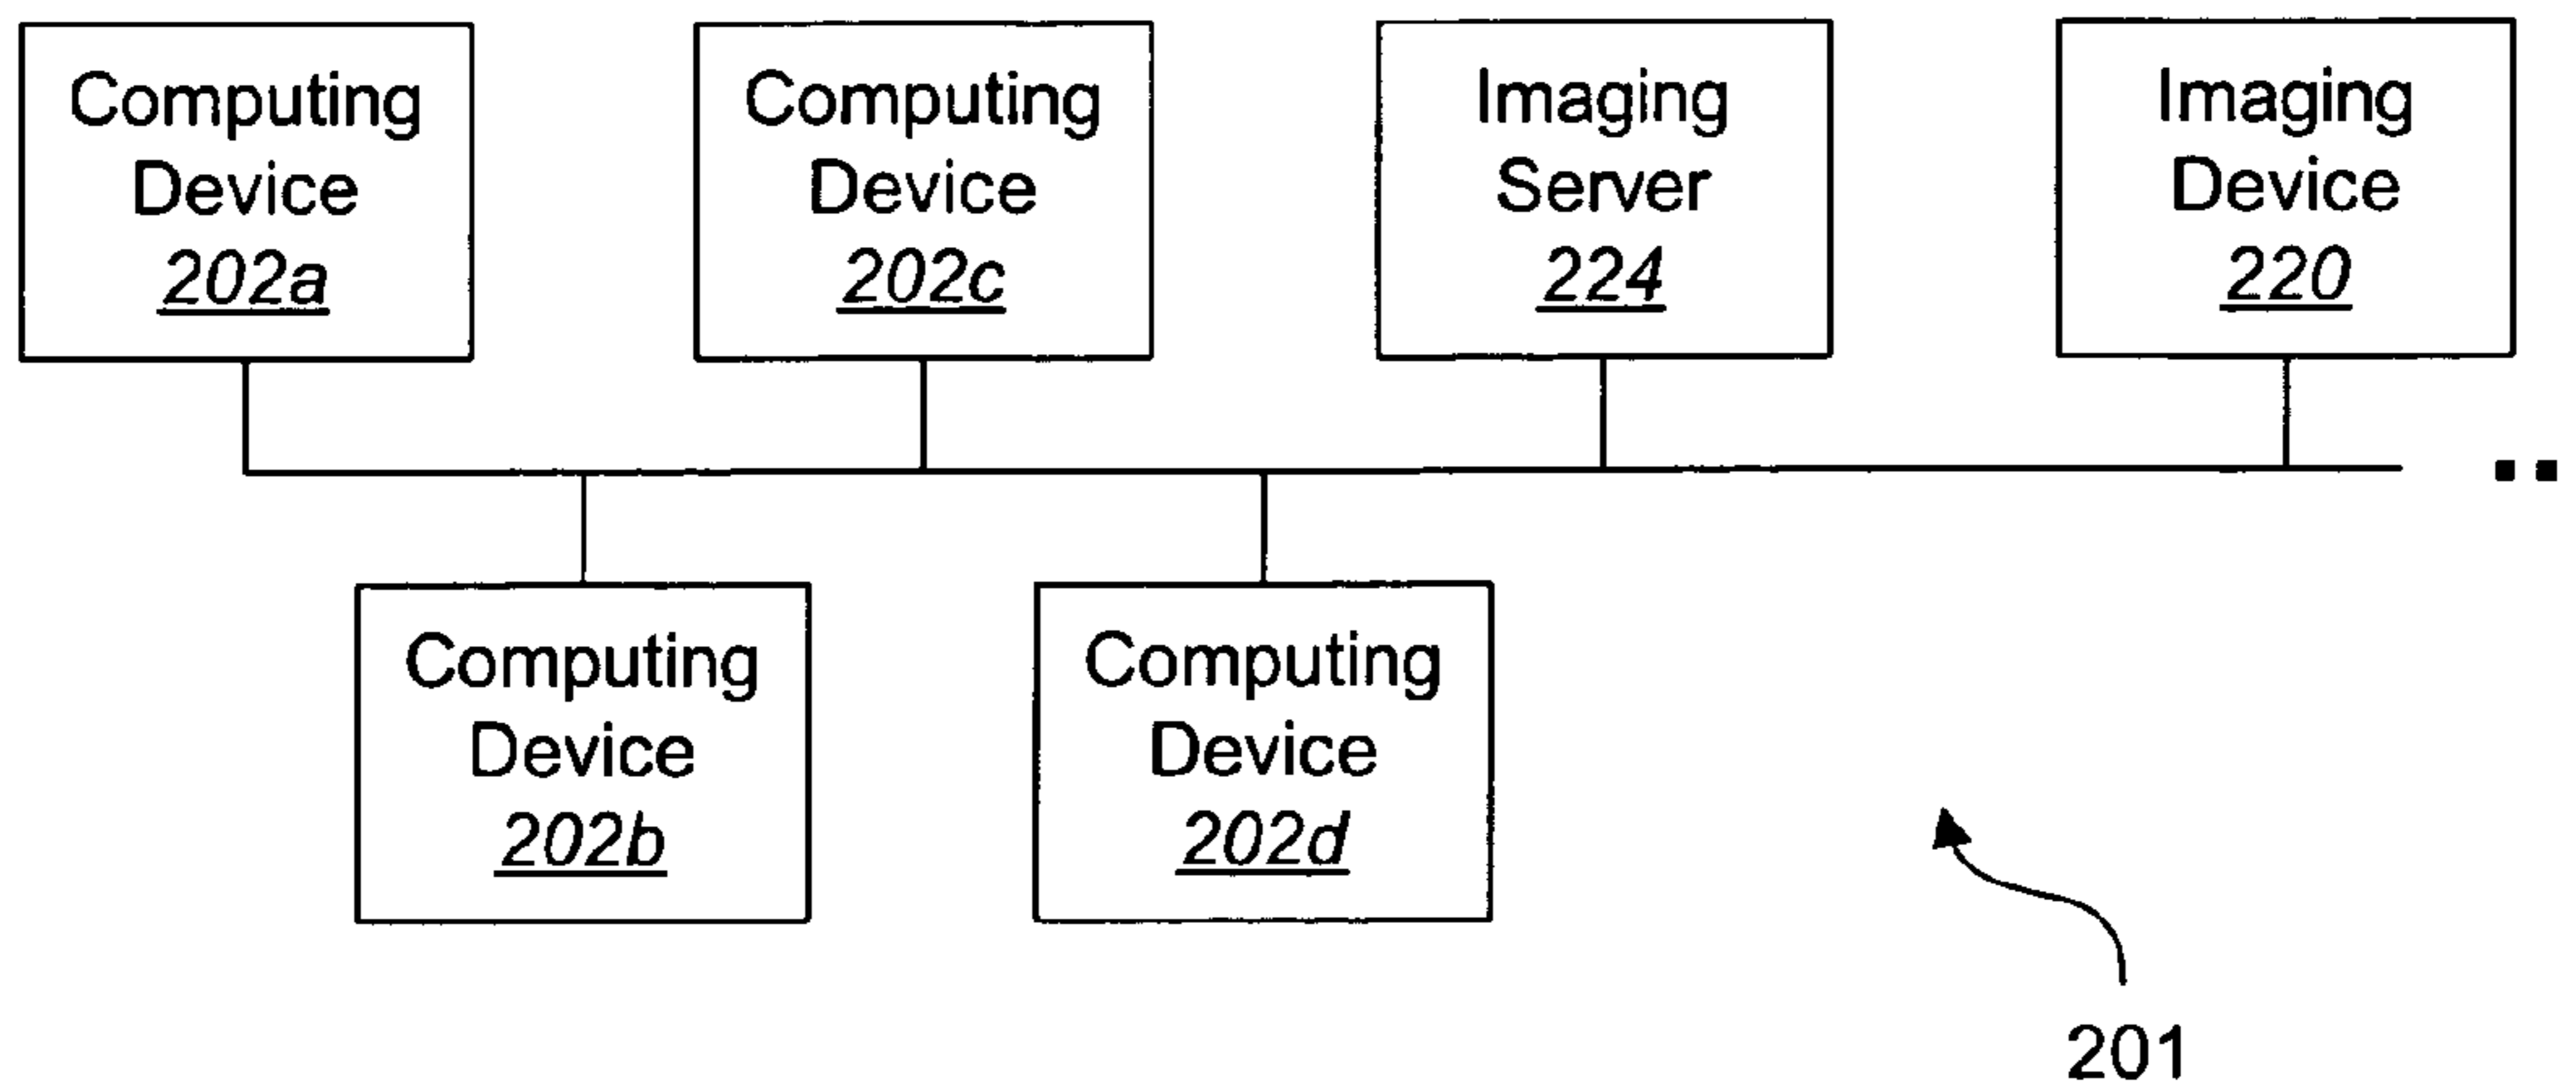 Computing
Device
202a
Computing
Device
202c
Imaging
Server
224
Imaging
Device
220
Computing
Device
202b
Computing
Device
202d
201